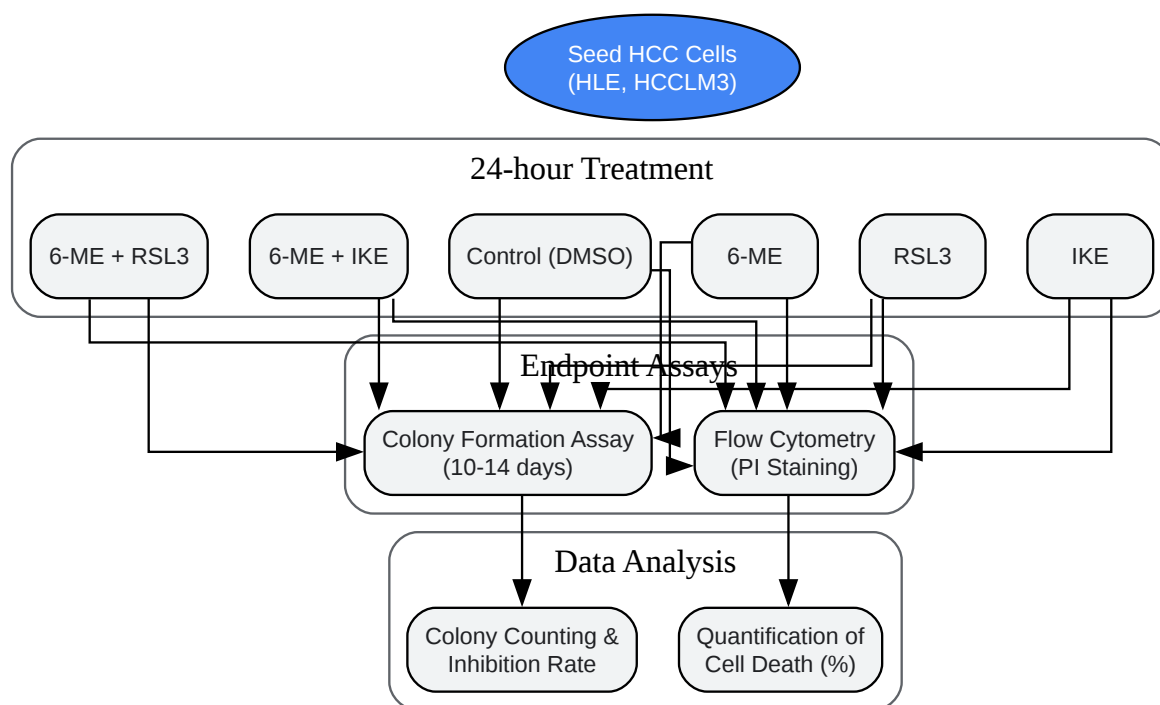 Seed HCC Cells
(HLE, HCCLM3)
24-hour Treatment
6-ME + RSL3
6-ME + IKE
Control (DMSO)
6-ME
RSL3
IKE
Endpoint Assays
Colony Formation Assay
(10-14 days)
Flow Cytometry
(PI Staining)
Data Analysis
Colony Counting &
Inhibition Rate
Quantification of
Cell Death (%)